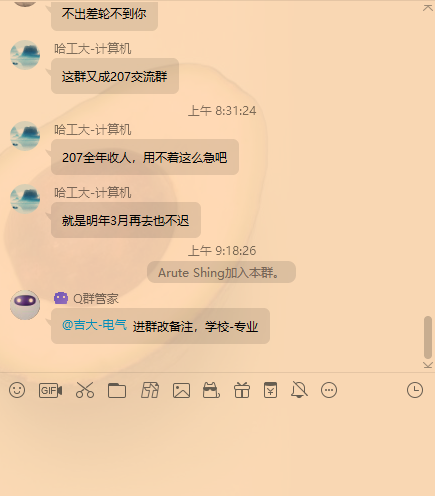 不出差轮不到你
哈工大-计算机
这群又成207交流群
上午 8:31:24
哈工大-计算机
207全年收人，用不着这么急吧
哈工大-计算机
就是明年3月再去也不迟
上午 9:18:26
Arute Shing加入本群。
Q群管家
@吉大-电气 进群改备注，学校-专业
GIF